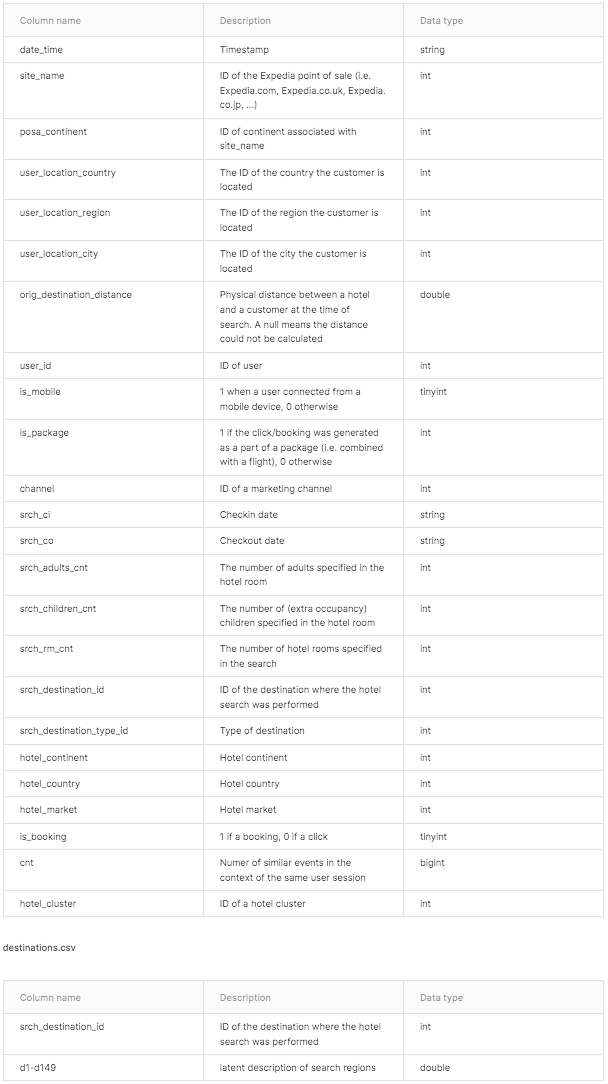 Column name Description Data type
date_time Timestamp string
site_name ID of the Expedia point of sale (i.e. int
Expedia.com, Expedia.co.uk, Expedia.
co.jp, ...)
posa_continent ID of continent associated with int
site_name
user_location_country The ID of the country the customer is int
located
user_location_region The ID of the region the customer is int
located
user_location_city The ID of the city the customer is int
located
orig_destination_distance Physical distance between a hotel double
and a customer at the time of
search. A null means the distance
could not be calculated
user_id ID of user int
is_mobile 1 when a user connected from a tinyint
mobile device, 0 otherwise
is_package 1 if the click/booking was generated int
as a part of a package (i.e. combined
with a flight), 0 otherwise
channel ID of a marketing channel int
srch_ci Checkin date string
srch_co Checkout date string
srch_adults_cnt The number of adults specified in the int
hotel room
srch_children_cnt The number of (extra occupancy) int
children specified in the hotel room
srch_rm_cnt The number of hotel rooms specified int
in the search
srch_destination_id ID of the destination where the hotel int
search was performed
srch_destination_type_id Type of destination int
hotel_continent Hotel continent int
hotel_country Hotel country int
hotel_market Hotel market int
is_booking 1 if a booking, 0 if a click tinyint
cnt Numer of similar events in the bigint
context of the same user session
hotel_cluster ID of a hotel cluster int
destinations.csv
Column name Description Data type
srch_destination_id ID of the destination where the hotel int
search was performed
d1-d149 latent description of search regions double